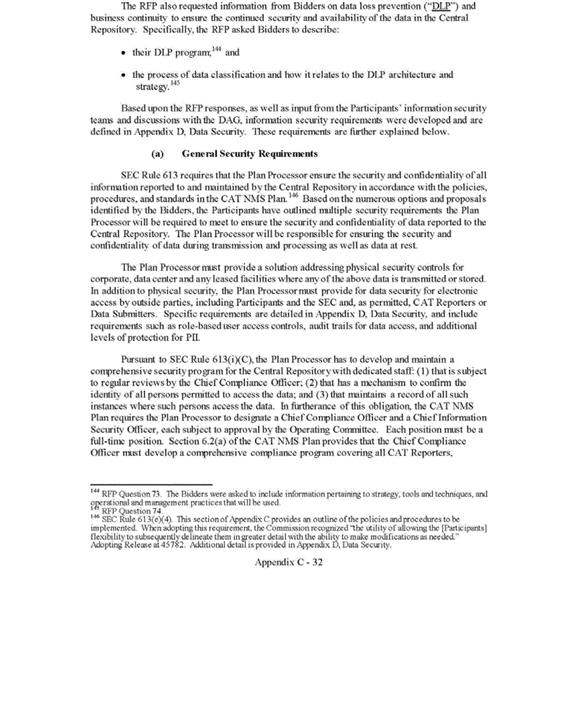 The RFP also requested information from Bidders on data loss prevention (“DLP”) and
business continuity to ensure the continued security and availability of the data in the Central
Repository. Specifically, the RFP asked Bidders to describe:
• their DLP program;144 and
• the process of data classification and how it relates to the DLP architecture and
strategy.145
Based upon the RFP responses, as well as input from the Participants’ information security
teams and discussions with the DAG, information security requirements were developed and are
defined in Appendix D, Data Security. These requirements are further explained below.
(a) General Security Requirements
SEC Rule 613 requires that the Plan Processor ensure the security and confidentiality of all
information reported to and maintained by the Central Repository in accordance with the policies,
procedures, and standards in the CAT NMS Plan.146 Based on the numerous options and proposals
identified by the Bidders, the Participants have outlined multiple security requirements the Plan
Processor will be required to meet to ensure the security and confidentiality of data reported to the
Central Repository. The Plan Processor will be responsible for ensuring the security and
confidentiality of data during transmission and processing as well as data at rest.
The Plan Processor must provide a solution addressing physical security controls for
corporate, data center and any leased facilities where any of the above data is transmitted or stored.
In addition to physical security, the Plan Processor must provide for data security for electronic
access by outside parties, including Participants and the SEC and, as permitted, CAT Reporters or
Data Submitters. Specific requirements are detailed in Appendix D, Data Security, and include
requirements such as role-based user access controls, audit trails for data access, and additional
levels of protection for PII.
Pursuant to SEC Rule 613(i)(C), the Plan Processor has to develop and maintain a
comprehensive security program for the Central Repository with dedicated staff: (1) that is subject
to regular reviews by the Chief Compliance Officer; (2) that has a mechanism to confirm the
identity of all persons permitted to access the data; and (3) that maintains a record of all such
instances where such persons access the data. In furtherance of this obligation, the CAT NMS
Plan requires the Plan Processor to designate a Chief Compliance Officer and a Chief Information
Security Officer, each subject to approval by the Operating Committee. Each position must be a
full-time position. Section 6.2(a) of the CAT NMS Plan provides that the Chief Compliance
Officer must develop a comprehensive compliance program covering all CAT Reporters,
144 RFP Question 73. The Bidders were asked to include information pertaining to strategy, tools and techniques, and
operational and management practices that will be used.
145 RFP Question 74.
146 SEC Rule 613(e)(4). This section of Appendix C provides an outline of the policies and procedures to be
implemented. When adopting this requirement, the Commission recognized “the utility of allowing the [Participants]
flexibility to subsequently delineate them in greater detail with the ability to make modifications as needed.”
Adopting Release at 45782. Additional detail is provided in Appendix D, Data Security.
Appendix C - 32